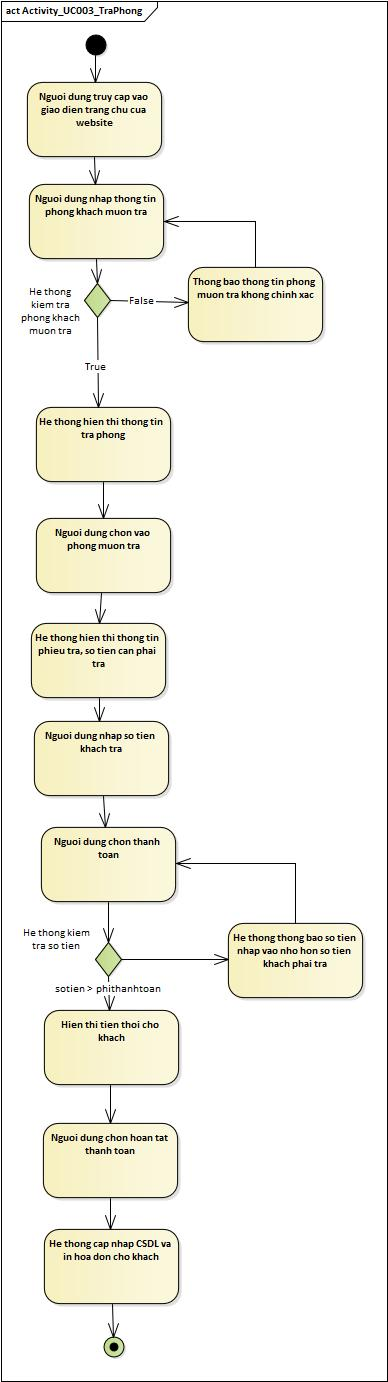 act Activity_UC003_TraPhong
Nguoi dung truy cap vao
giao dien trang chu cua
website
Nguoi dung nhap thong tin
phong khach muon tra
He thong
kiem tra
phong khach
muon tra
False
Thong bao thong tin phong
muon tra khong chinh xac
True
He thong hien thi thong tin
tra phong
Nguoi dung chon vao
phong muon tra
He thong hien thi thong tin
phieu tra, so tien can phai
tra
Nguoi dung nhap so tien
khach tra
Nguoi dung chon thanh
toan
He thong kiem
tra so tien
He thong thong bao so tien
nhap vao nho hon so tien
khach phai tra
sotien > phithanhtoan
Hien thi tien thoi cho
khach
Nguoi dung chon hoan tat
thanh toan
He thong cap nhap CSDL va
in hoa don cho khach